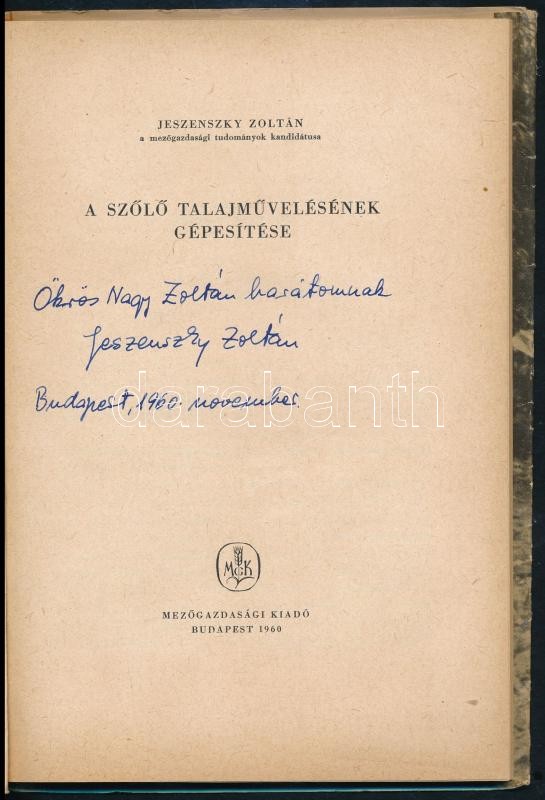 JESZENSZKY ZOLTÁN
a mezőgazdasági tudományok kandidátusa
A SZŐLŐ TALAJMŰVELÉSÉNEK
GÉPESÍTÉSE
Ökrös Nagy Zoltán barátomnak
Jeszenszky Zoltán
darabanth
Budapest, 1960. november.
MGK
MEZŐGAZDASÁGI KIADÓ
BUDAPEST 1960